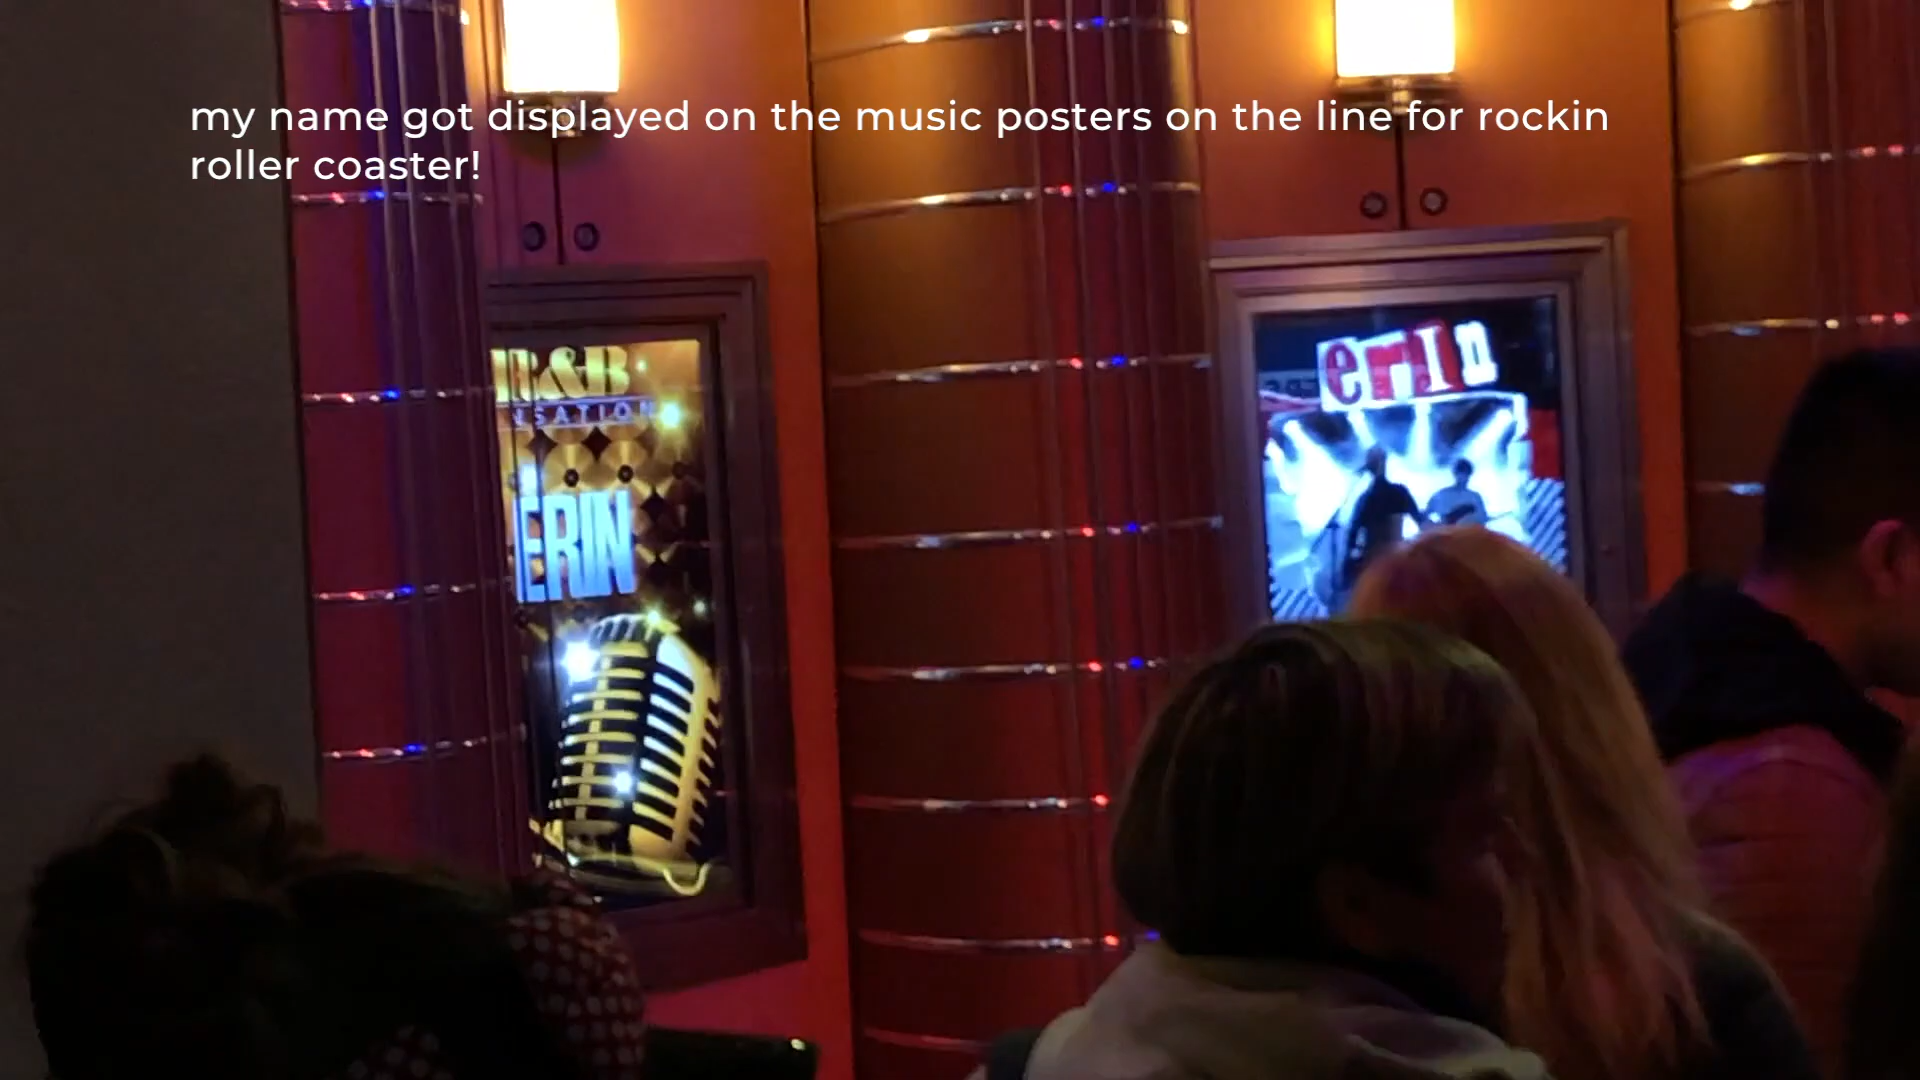 my name got displayed on the music posters on the line for rockin
roller coaster!
R&B
ERIN
erIn